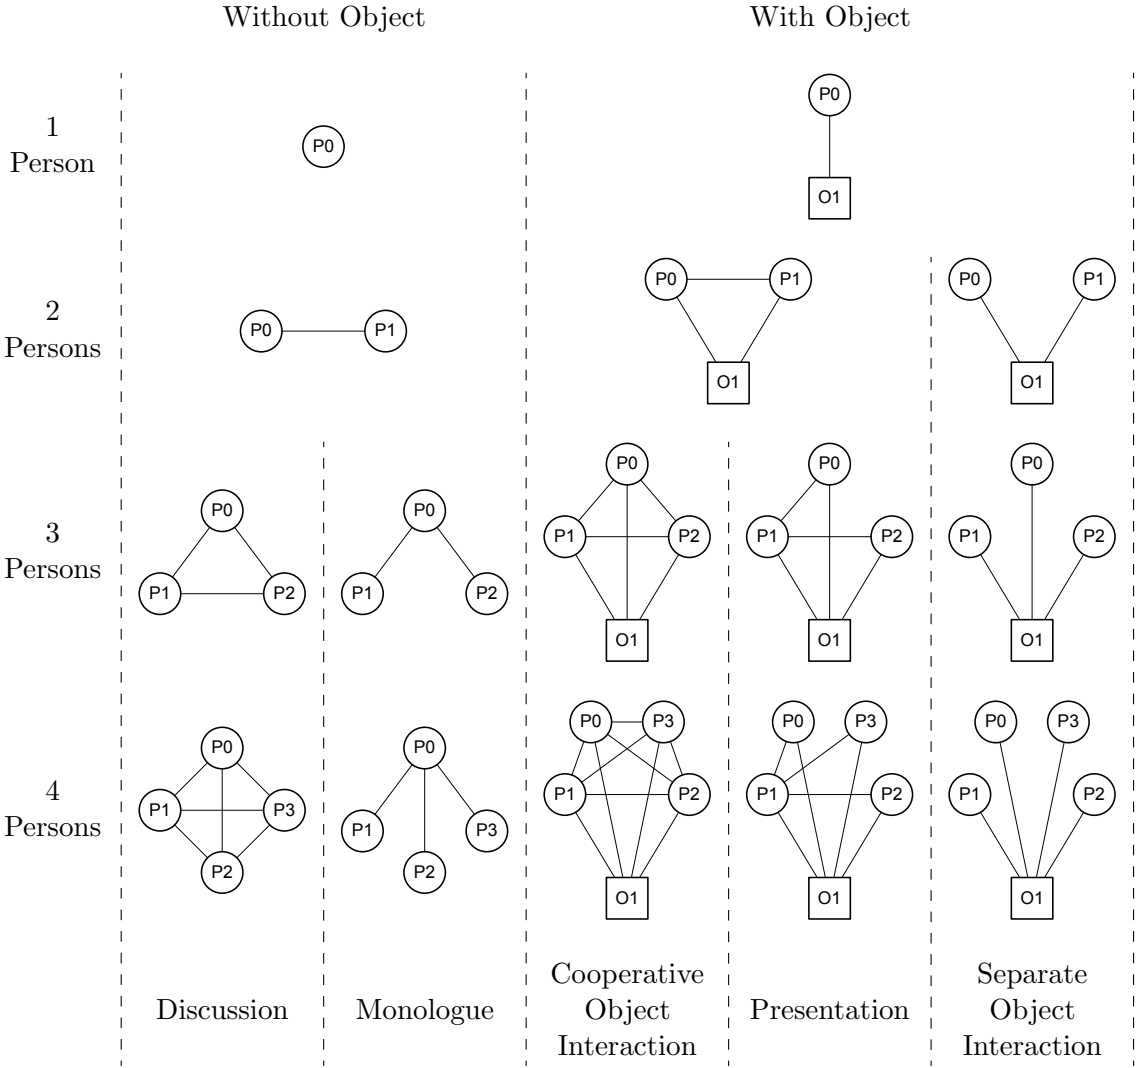 Without Object
With Object
1
Person
P0
P0
O1
2
Persons
P0
P1
P0
P1
O1
P0
P1
O1
3
Persons
P0
P1
P2
P0
P1
P2
P0
P1
P2
O1
P0
P1
P2
O1
P0
P1
P2
O1
4
Persons
P0
P1
P3
P2
P0
P1
P3
P2
P0
P3
P1
P2
O1
P0
P3
P1
P2
O1
P0
P3
P1
P2
O1
Discussion
Monologue
Cooperative
Object
Interaction
Presentation
Separate
Object
Interaction